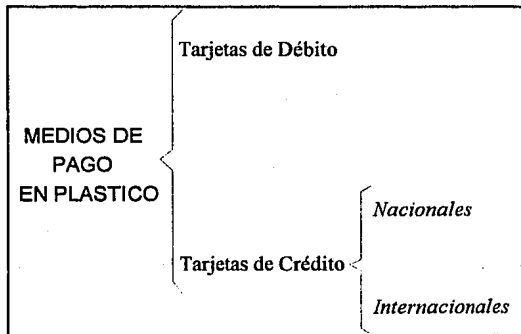 Tarjetas de Débito
MEDIOS DE
PAGO
EN PLASTICO
Nacionales
Tarjetas de Crédito
Internacionales